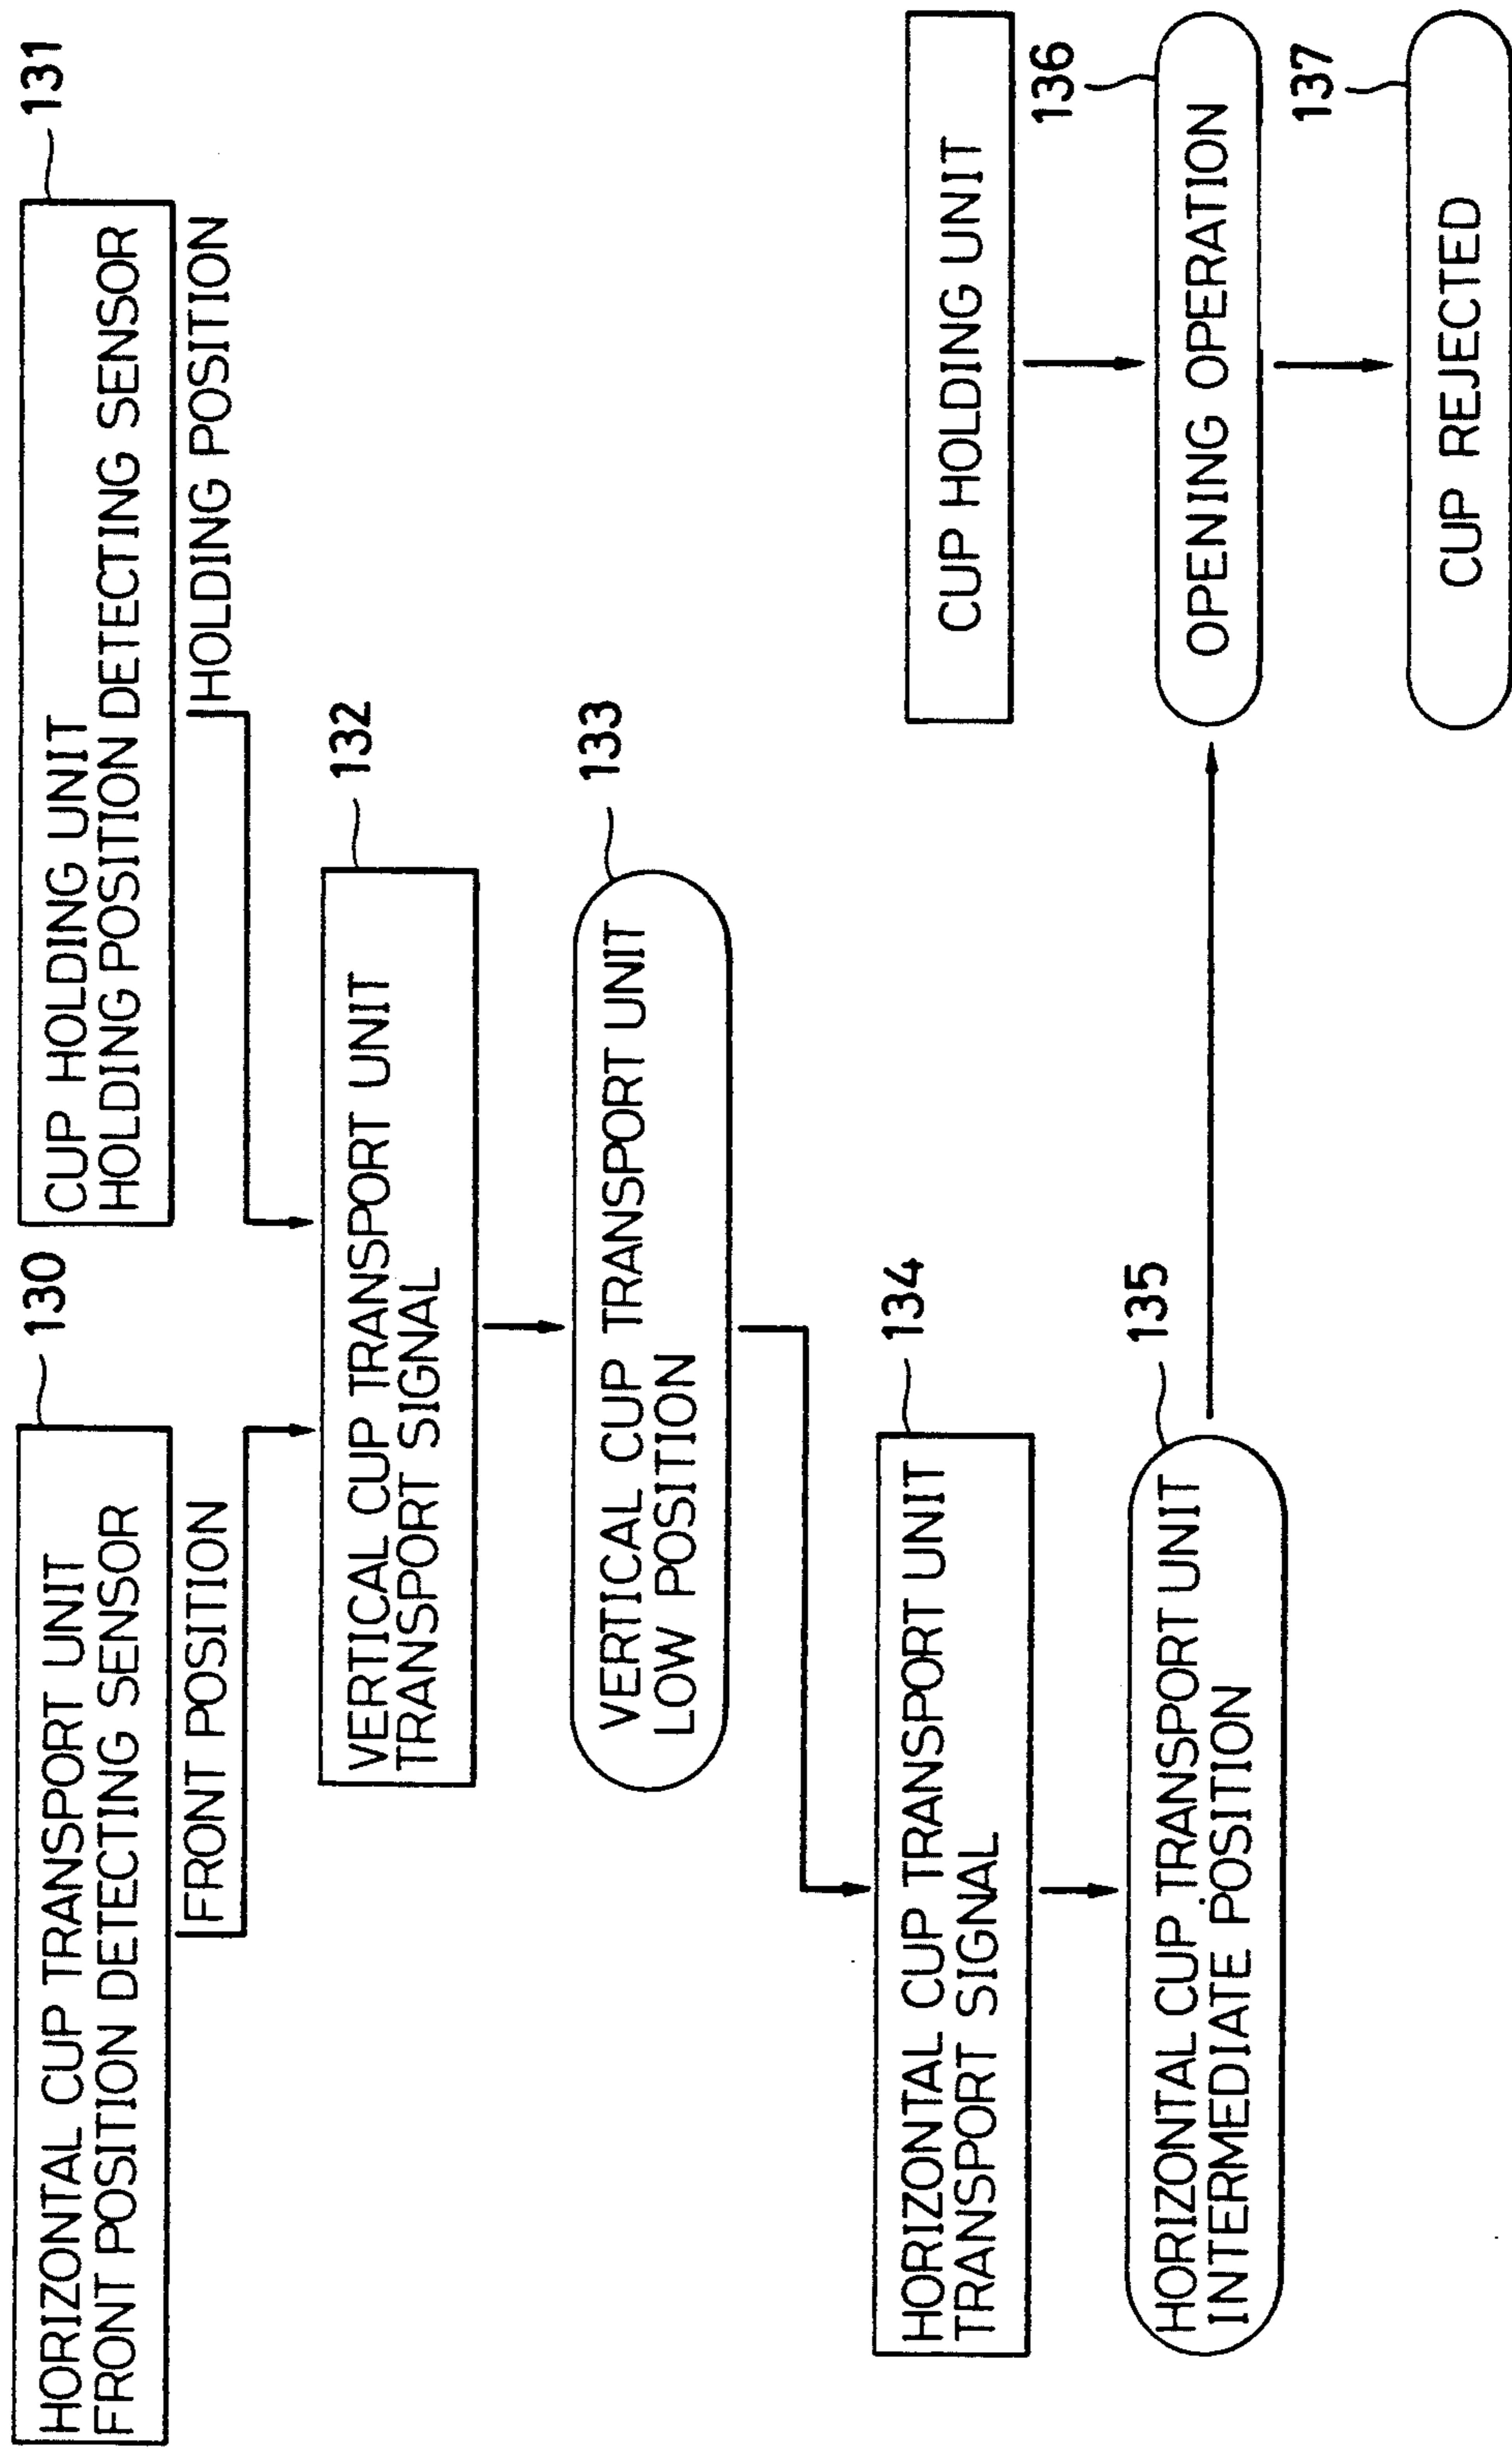 130
HORIZONTAL CUP TRANSPORT UNIT
FRONT POSITION DETECTING SENSOR
FRONT POSITION
131
CUP HOLDING UNIT
HOLDING POSITION DETECTING SENSOR
HOLDING POSITION
132
VERTICAL CUP TRANSPORT UNIT
TRANSPORT SIGNAL
133
VERTICAL CUP TRANSPORT UNIT
LOW POSITION
134
HORIZONTAL CUP TRANSPORT UNIT
TRANSPORT SIGNAL
135
HORIZONTAL CUP TRANSPORT UNIT
INTERMEDIATE POSITION
CUP HOLDING UNIT
136
OPENING OPERATION
137
CUP REJECTED